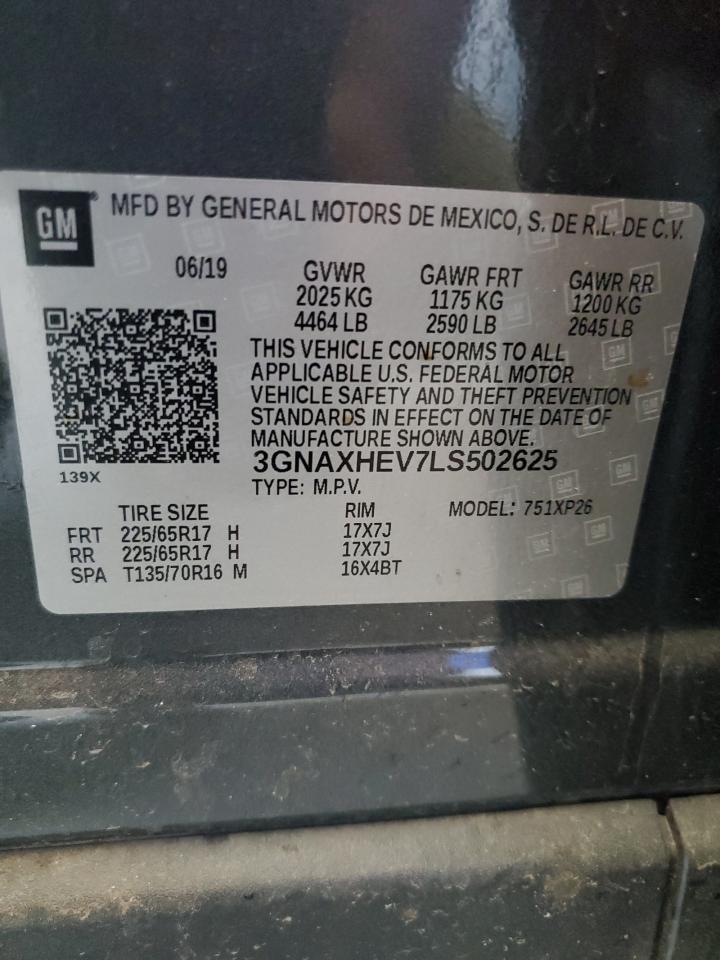 GM® MFD BY GENERAL MOTORS DE MEXICO, S. DE R.L. DE C.V.
06/19 GVWR GAWR FRT GAWR RR
2025 KG 1175 KG 1200 KG
4464 LB 2590 LB 2645 LB
THIS VEHICLE CONFORMS TO ALL
APPLICABLE U.S. FEDERAL MOTOR
VEHICLE SAFETY AND THEFT PREVENTION
STANDARDS IN EFFECT ON THE DATE OF
MANUFACTURE SHOWN ABOVE.
3GNAXHEV7LS502625
139X
TYPE: M.P.V.
TIRE SIZE RIM MODEL: 751XP26
FRT 225/65R17 H 17X7J
RR 225/65R17 H 17X7J
SPA T135/70R16 M 16X4BT